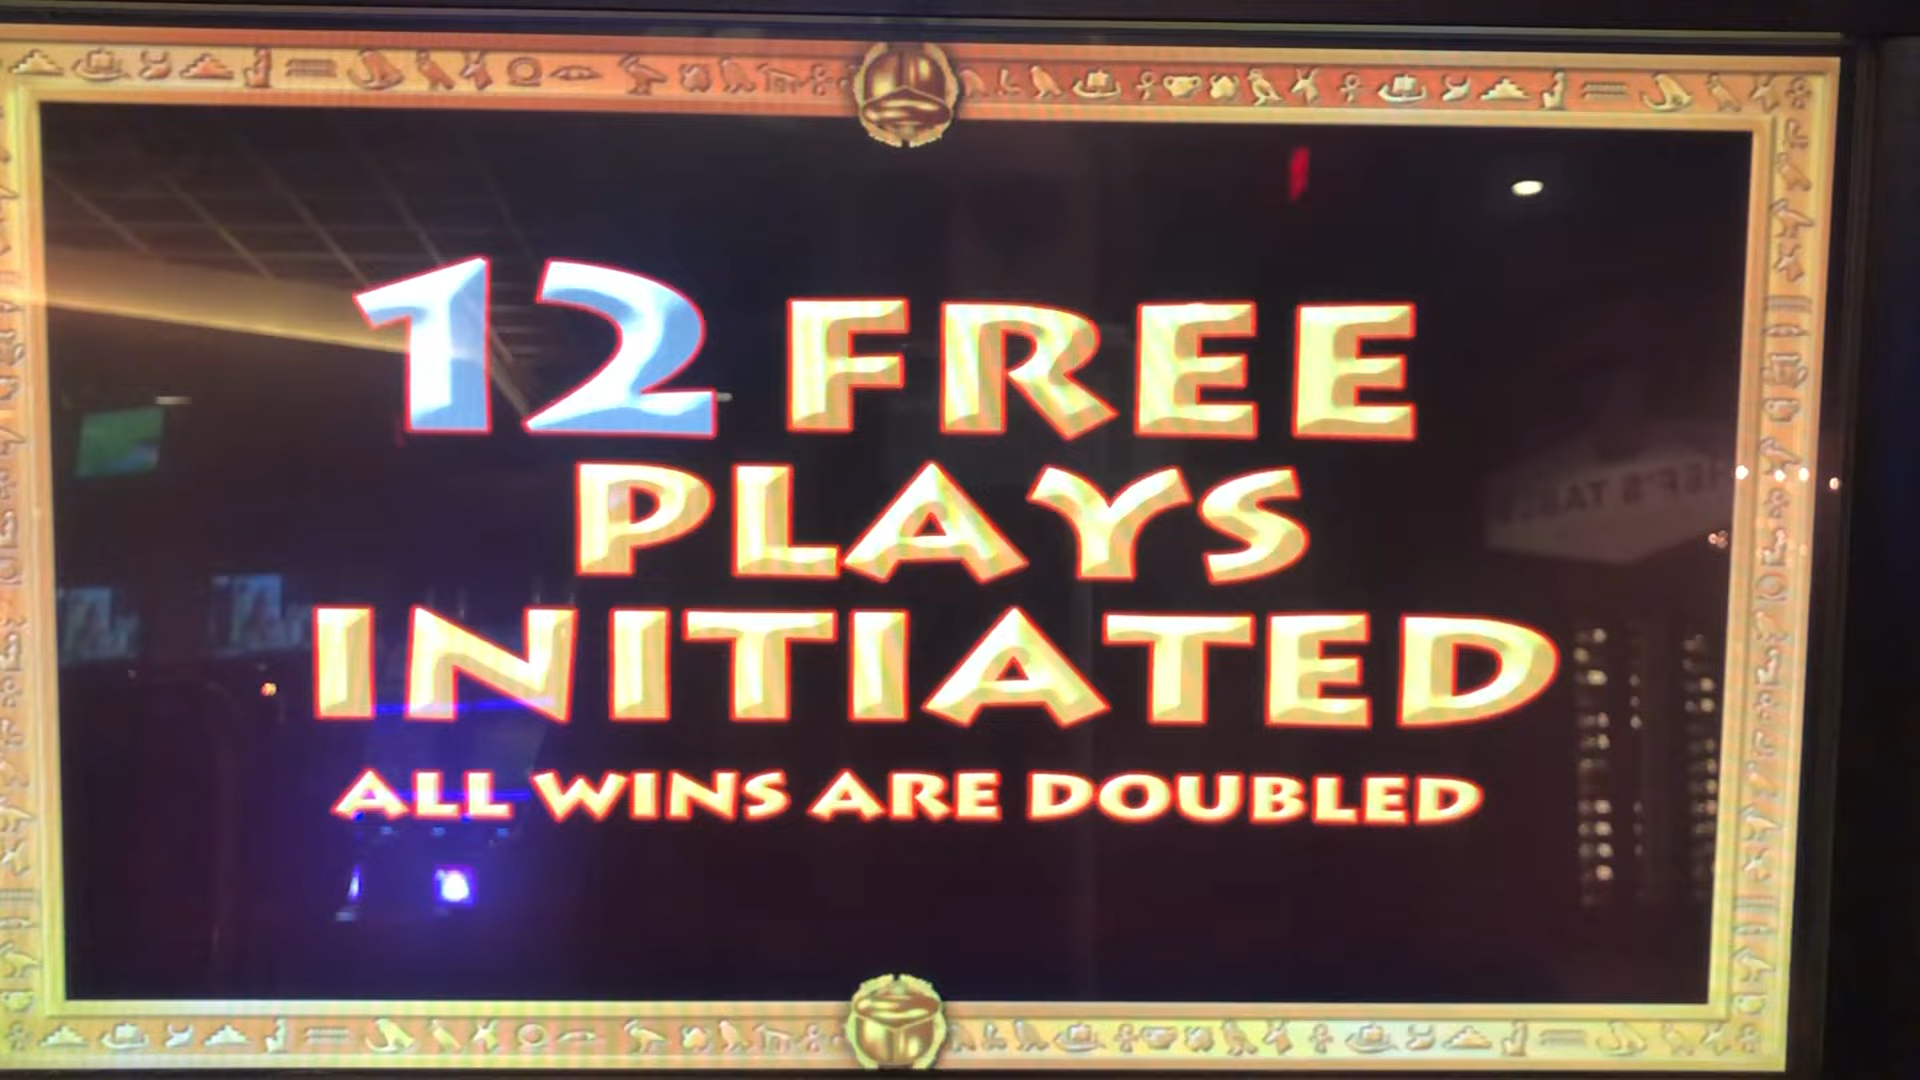 12 FREE
PLAYS
INITIATED
ALL WINS ARE DOUBLED